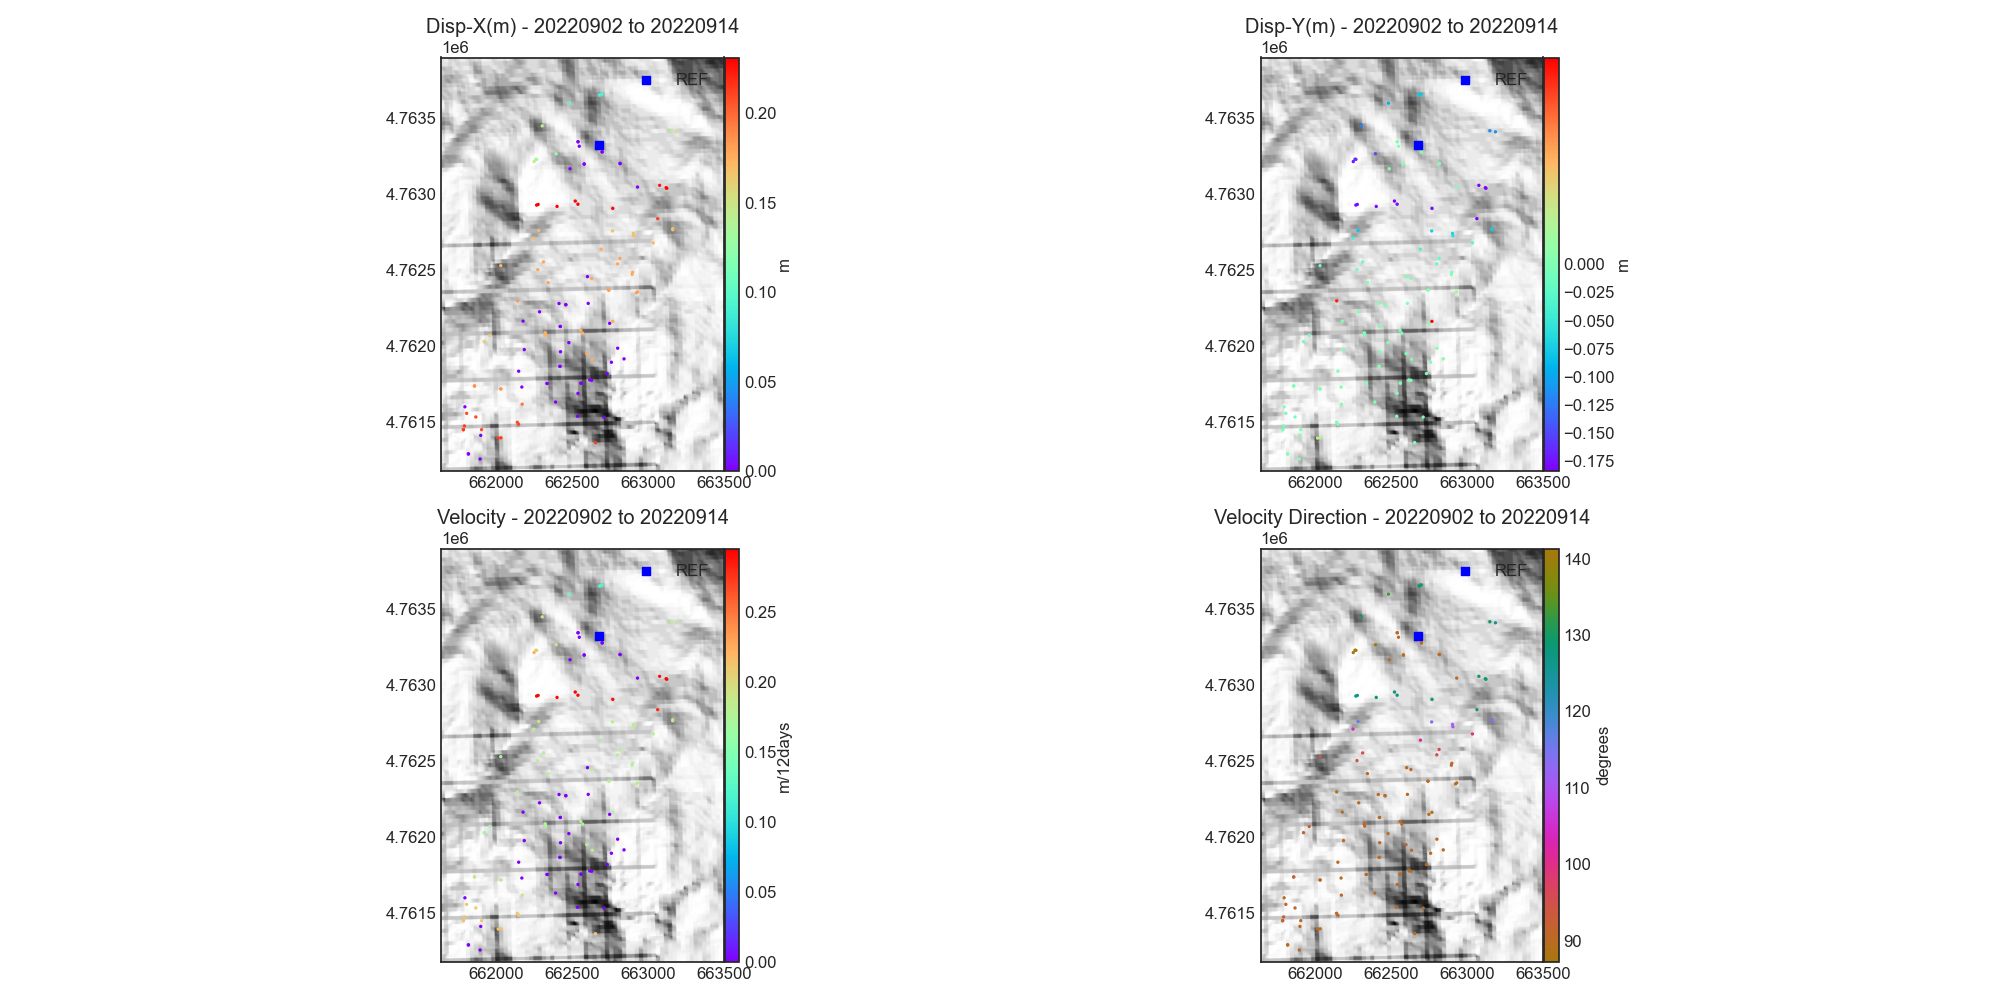 Disp-X(m) - 20220902 to 20220914
1e6
REF
4.7635
4.7630
4.7625
4.7620
4.7615
662000 662500 663000 663500
0.20
0.15
0.10
0.05
0.00
m
Disp-Y(m) - 20220902 to 20220914
1e6
REF
4.7635
4.7630
4.7625
4.7620
4.7615
662000 662500 663000 663500
0.000
−0.025
−0.050
−0.075
−0.100
−0.125
−0.150
−0.175
m
Velocity - 20220902 to 20220914
1e6
REF
4.7635
4.7630
4.7625
4.7620
4.7615
662000 662500 663000 663500
0.25
0.20
0.15
0.10
0.05
0.00
m/12days
Velocity Direction - 20220902 to 20220914
1e6
REF
4.7635
4.7630
4.7625
4.7620
4.7615
662000 662500 663000 663500
140
130
120
110
100
90
degrees